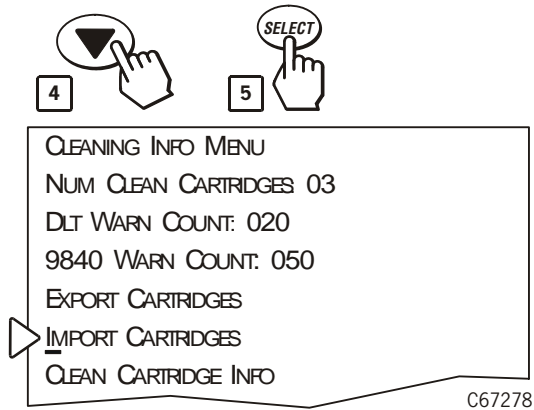 SELECT
4
5
CLEANING INFO MENU
NUM CLEAN CARTRIDGES: 03
DLT WARN COUNT: 020
9840 WARN COUNT: 050
EXPORT CARTRIDGES
IMPORT CARTRIDGES
CLEAN CARTRIDGE INFO
C67278